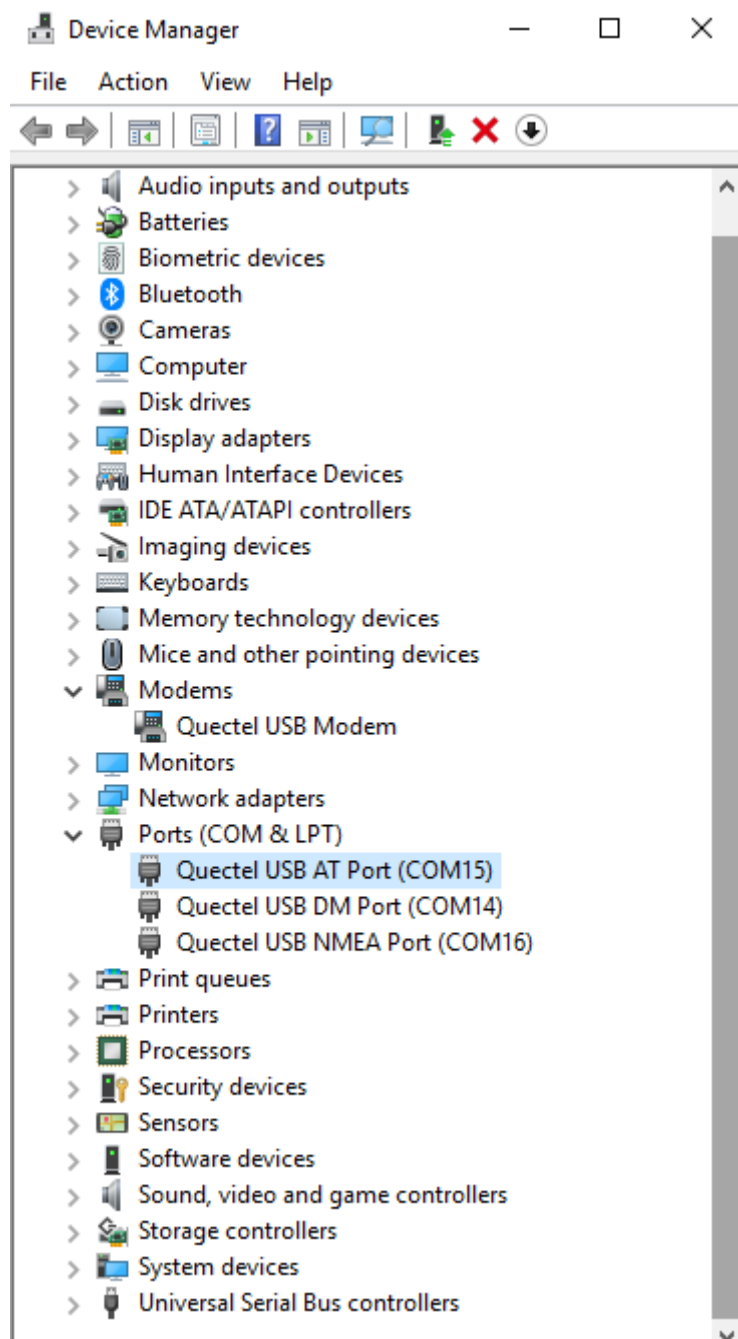 Device Manager
File Action View Help
Audio inputs and outputs
Batteries
Biometric devices
Bluetooth
Cameras
Computer
Disk drives
Display adapters
Human Interface Devices
IDE ATA/ATAPI controllers
Imaging devices
Keyboards
Memory technology devices
Mice and other pointing devices
Modems
Quectel USB Modem
Monitors
Network adapters
Ports (COM & LPT)
Quectel USB AT Port (COM15)
Quectel USB DM Port (COM14)
Quectel USB NMEA Port (COM16)
Print queues
Printers
Processors
Security devices
Sensors
Software devices
Sound, video and game controllers
Storage controllers
System devices
Universal Serial Bus controllers